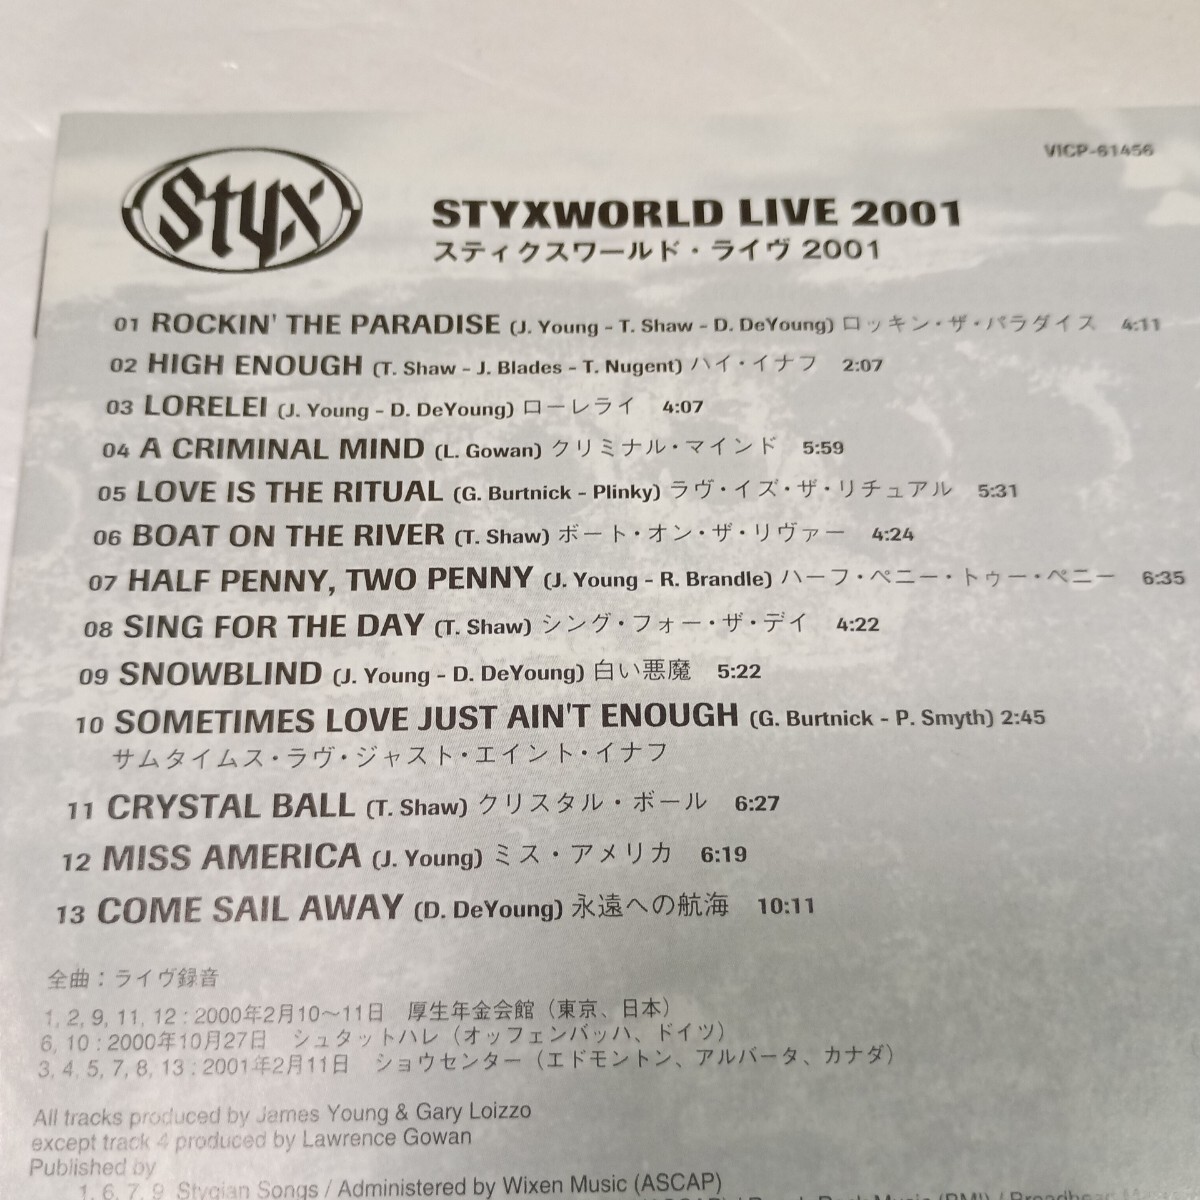 Styx
VICP-61456
STYXWORLD LIVE 2001
スティクスワールド・ライヴ 2001
01 ROCKIN' THE PARADISE (J. Young - T. Shaw - D. DeYoung) ロッキン・ザ・パラダイス 4:11
02 HIGH ENOUGH (T. Shaw - J. Blades - T. Nugent) ハイ・イナフ 2:07
03 LORELEI (J. Young - D. DeYoung) ローレライ 4:07
04 A CRIMINAL MIND (L. Gowan) クリミナル・マインド 5:59
05 LOVE IS THE RITUAL (G. Burtnick - Plinky) ラヴ・イズ・ザ・リチュアル 5:31
06 BOAT ON THE RIVER (T. Shaw) ボート・オン・ザ・リヴァー 4:24
07 HALF PENNY, TWO PENNY (J. Young - R. Brandle) ハーフ・ペニー・トゥー・ペニー 6:35
08 SING FOR THE DAY (T. Shaw) シング・フォー・ザ・デイ 4:22
09 SNOWBLIND (J. Young - D. DeYoung) 白い悪魔 5:22
10 SOMETIMES LOVE JUST AIN'T ENOUGH (G. Burtnick - P. Smyth) 2:45
サムタイムス・ラヴ・ジャスト・エイント・イナフ
11 CRYSTAL BALL (T. Shaw) クリスタル・ボール 6:27
12 MISS AMERICA (J. Young) ミス・アメリカ 6:19
13 COME SAIL AWAY (D. DeYoung) 永遠への航海 10:11
全曲：ライヴ録音
1, 2, 9, 11, 12 : 2000年2月10〜11日 厚生年金会館（東京、日本）
6, 10 : 2000年10月27日 シュタットハレ（オッフェンバッハ、ドイツ）
3, 4, 5, 7, 8, 13 : 2001年2月11日 ショウセンター（エドモントン、アルバータ、カナダ）
All tracks produced by James Young & Gary Loizzo
except track 4 produced by Lawrence Gowan
Published by
1, 6, 7, 9 Stygian Songs / Administered by Wixen Music (ASCAP)